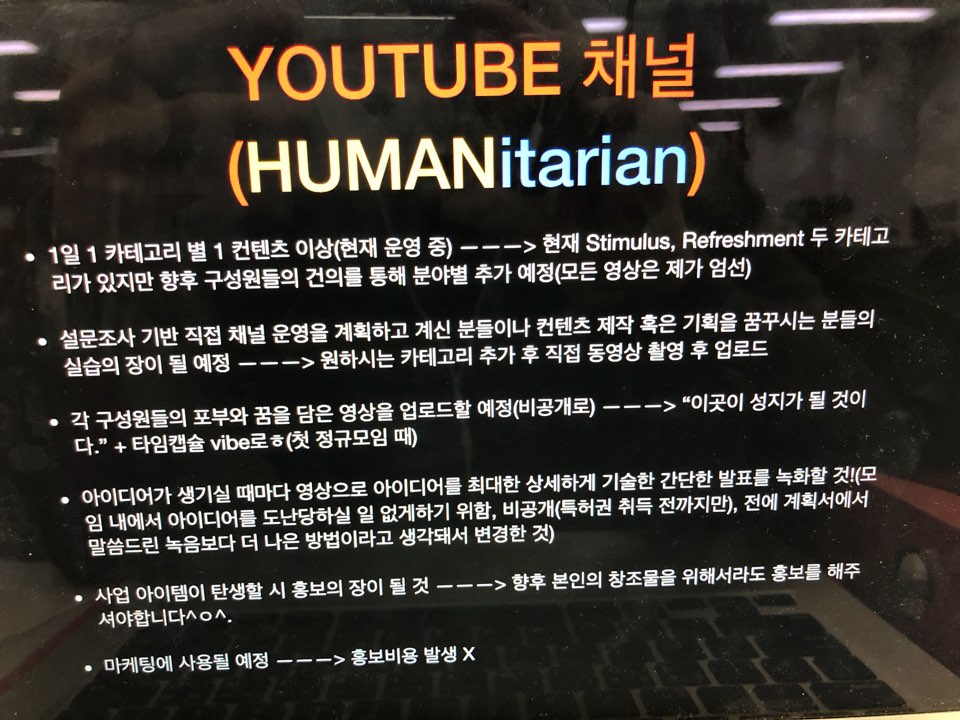 YOUTUBE 채널
(HUMANitarian)
• 1일 1 카테고리 별 1 컨텐츠 이상(현재 운영 중) ———> 현재 Stimulus, Refreshment 두 카테고
리가 있지만 향후 구성원들의 건의를 통해 분야별 추가 예정(모든 영상은 제가 엄선)
• 설문조사 기반 직접 채널 운영을 계획하고 계신 분들이나 컨텐츠 제작 혹은 기획을 꿈꾸시는 분들의
실습의 장이 될 예정 ———> 원하시는 카테고리 추가 후 직접 동영상 촬영 후 업로드
• 각 구성원들의 포부와 꿈을 담은 영상을 업로드할 예정(비공개로) ———> “이곳이 성지가 될 것이
다.” + 타임캡슐 vibe로ㅎ(첫 정규모임 때)
• 아이디어가 생기실 때마다 영상으로 아이디어를 최대한 상세하게 기술한 간단한 발표를 녹화할 것!(모
임 내에서 아이디어를 도난당하실 일 없게하기 위함, 비공개(특허권 취득 전까지만), 전에 계획서에서
말씀드린 녹음보다 더 나은 방법이라고 생각돼서 변경한 것)
• 사업 아이템이 탄생할 시 홍보의 장이 될 것 ———> 향후 본인의 창조물을 위해서라도 홍보를 해주
셔야합니다^ㅇ^.
• 마케팅에 사용될 예정 ———> 홍보비용 발생 X